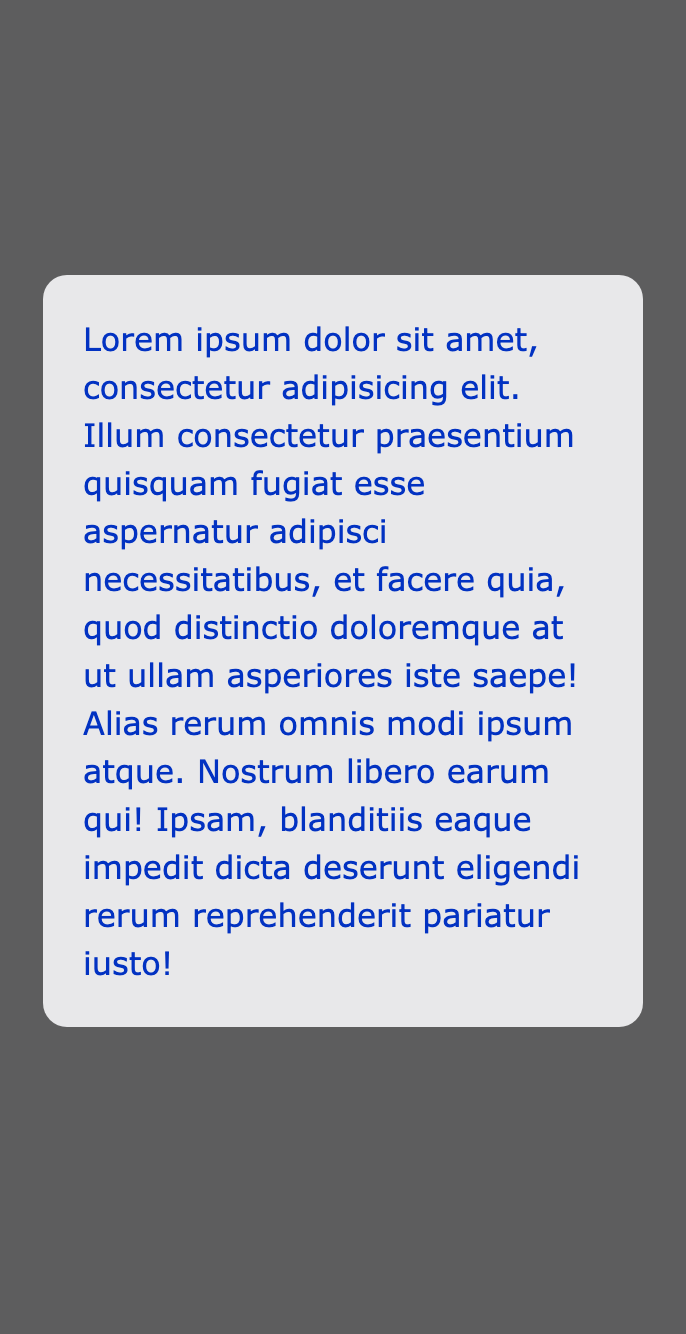 Lorem ipsum dolor sit amet,
consectetur adipisicing elit.
Illum consectetur praesentium
quisquam fugiat esse
aspernatur adipisci
necessitatibus, et facere quia,
quod distinctio doloremque at
ut ullam asperiores iste saepe!
Alias rerum omnis modi ipsum
atque. Nostrum libero earum
qui! Ipsam, blanditiis eaque
impedit dicta deserunt eligendi
rerum reprehenderit pariatur
iusto!